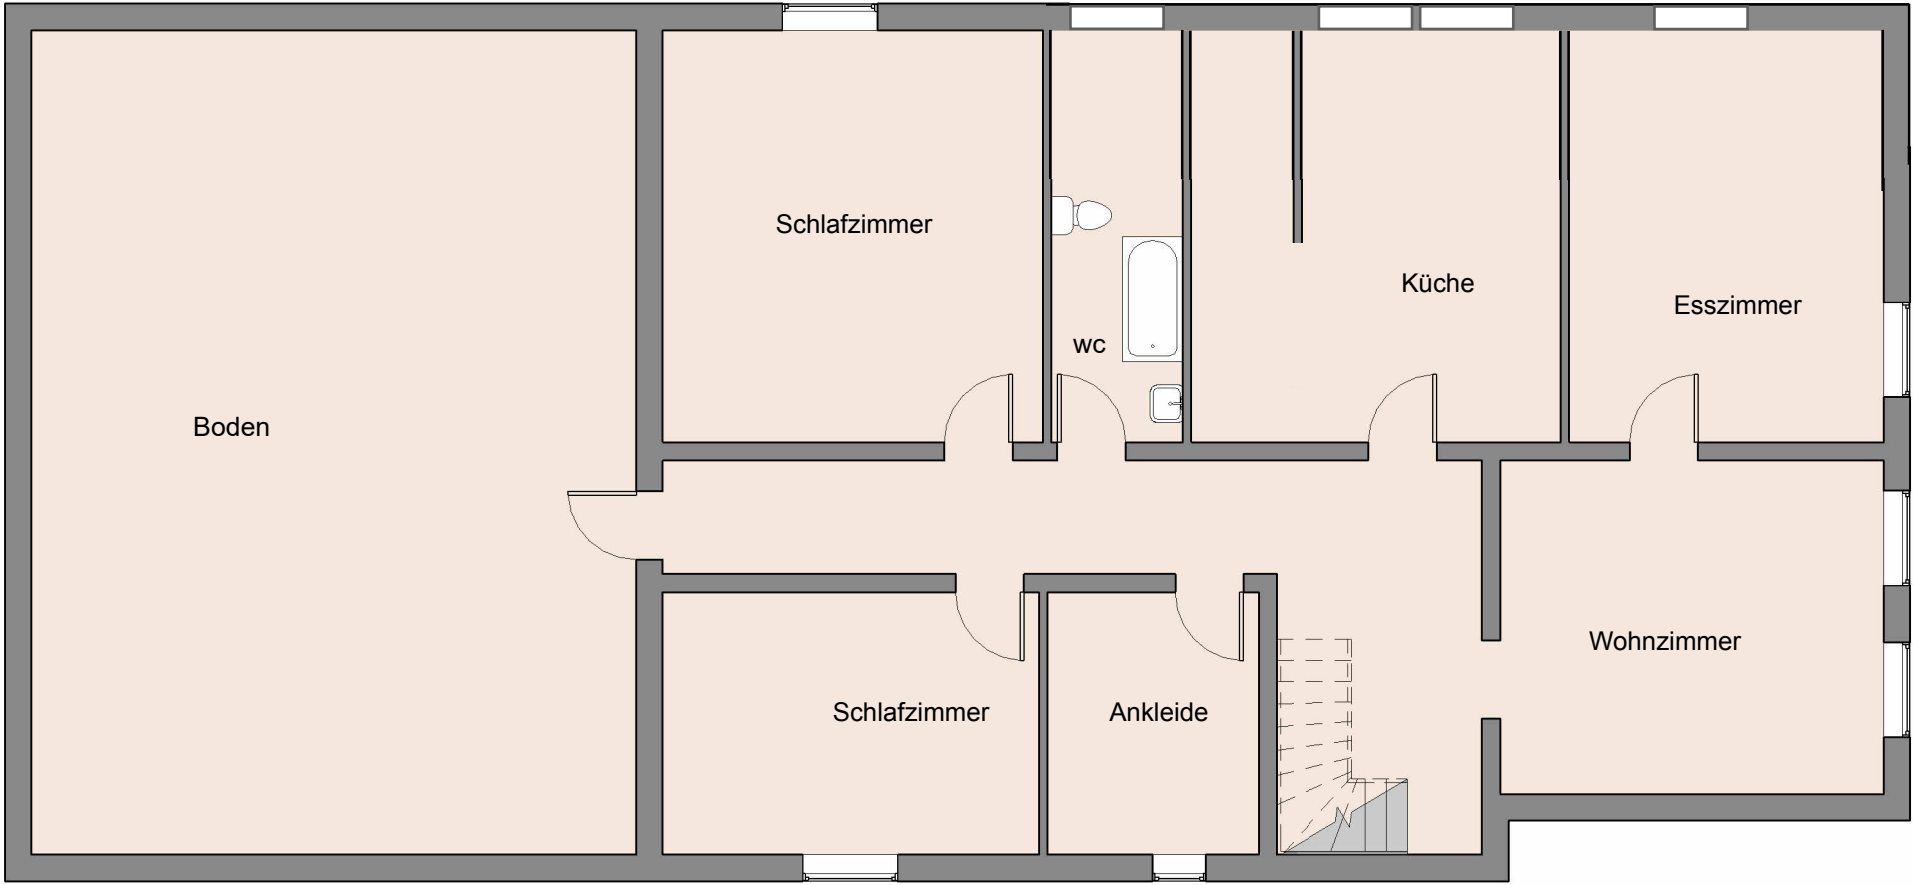 Schlafzimmer
Küche
Esszimmer
wc
Boden
Wohnzimmer
Schlafzimmer
Ankleide